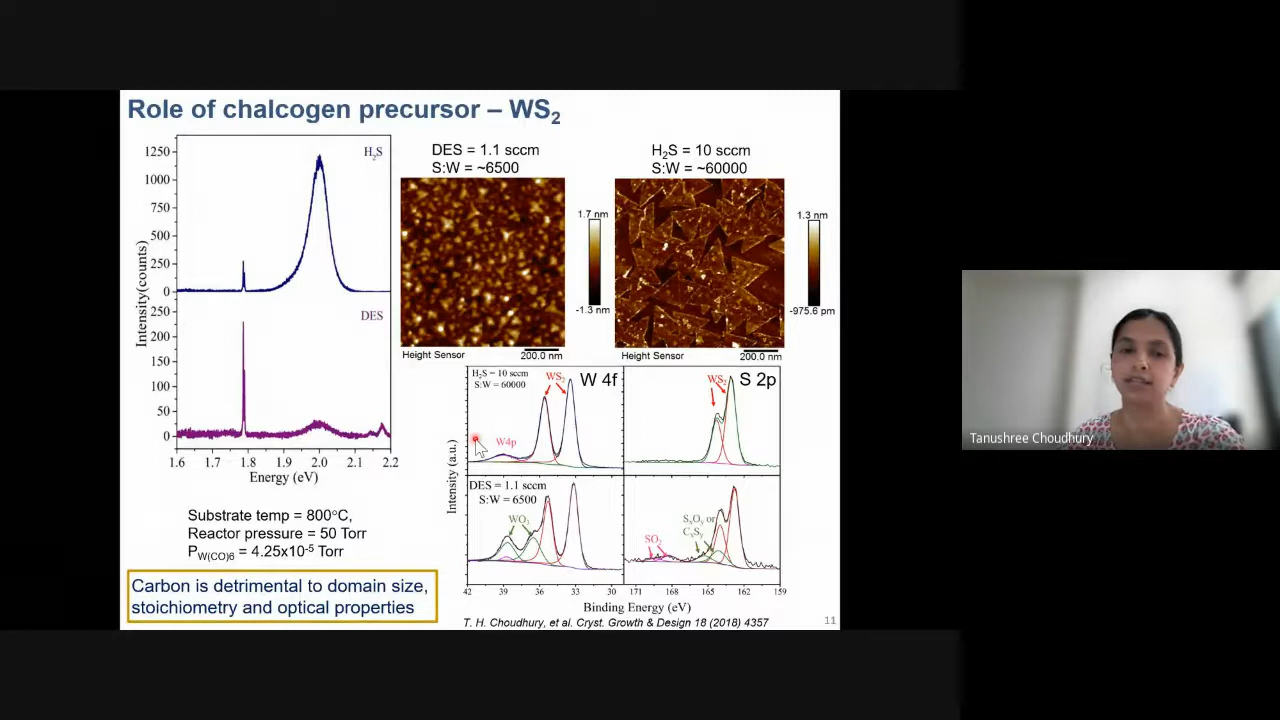 Role of chalcogen precursor – WS2
1250
1000
750
500
250
0
H2S
250
200
150
100
50
0
DES
Intensity(counts)
1.6 1.7 1.8 1.9 2.0 2.1 2.2
Energy (eV)
DES = 1.1 sccm
S:W = ~6500
1.7 nm
-1.3 nm
Height Sensor
200.0 nm
H2S = 10 sccm
S:W = ~60000
1.3 nm
-975.6 pm
Height Sensor
200.0 nm
H2S = 10 sccm
S:W = 60000
WS2
W 4f
W4p
WS2
S 2p
DES = 1.1 sccm
S:W = 6500
WO3
SxOy or
CxSy
SO2
Intensity (a.u.)
42 39 36 33 30 171 168 165 162 159
Binding Energy (eV)
Substrate temp = 800°C,
Reactor pressure = 50 Torr
PW(CO)6 = 4.25x10-5 Torr
Carbon is detrimental to domain size,
stoichiometry and optical properties
T. H. Choudhury, et al. Cryst. Growth & Design 18 (2018) 4357
11
Tanushree Choudhury